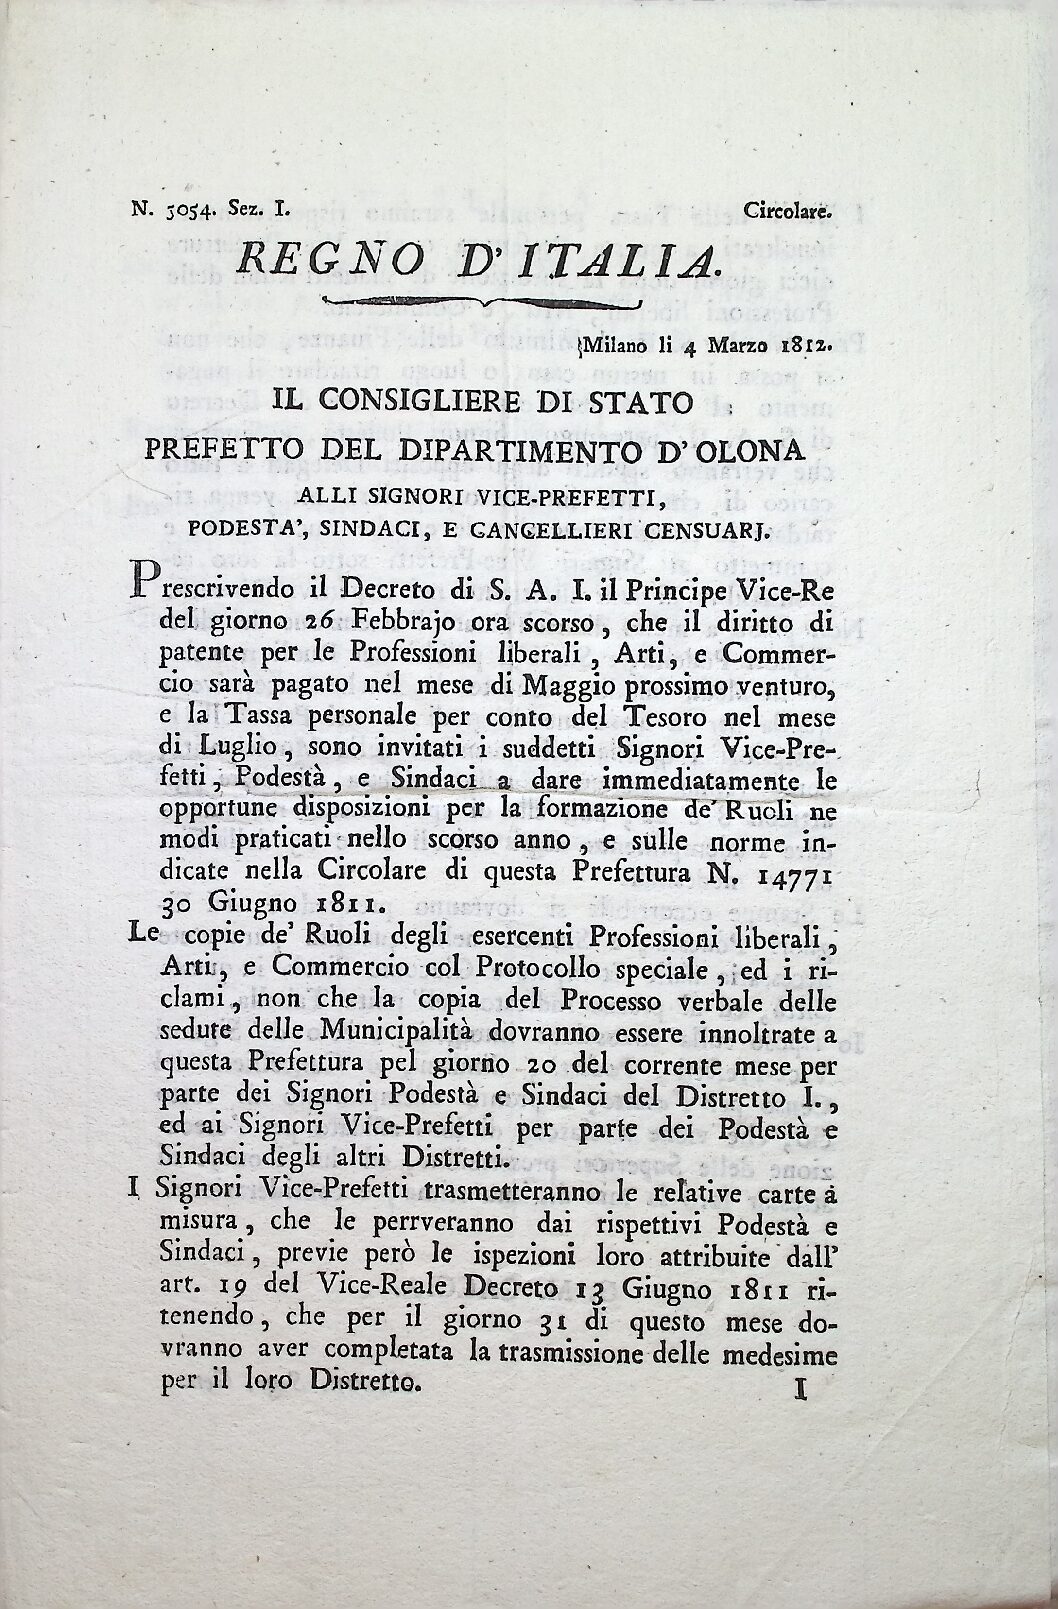 N. 3054. Sez. I. Circolare.
REGNO D'ITALIA.
Milano li 4 Marzo 1812.
IL CONSIGLIERE DI STATO
PREFETTO DEL DIPARTIMENTO D'OLONA
ALLI SIGNORI VICE-PREFETTI,
PODESTA', SINDACI, E CANCELLIERI CENSUARJ.
Prescrivendo il Decreto di S. A. I. il Principe Vice-Re
del giorno 26 Febbrajo ora scorso, che il diritto di
patente per le Professioni liberali, Arti, e Commer-
cio sarà pagato nel mese di Maggio prossimo venturo,
e la Tassa personale per conto del Tesoro nel mese
di Luglio, sono invitati i suddetti Signori Vice-Pre-
fetti, Podestà, e Sindaci a dare immediatamente le
opportune disposizioni per la formazione de' Ruoli ne
modi praticati nello scorso anno, e sulle norme in-
dicate nella Circolare di questa Prefettura N. 14771
30 Giugno 1811.
Le copie de' Ruoli degli esercenti Professioni liberali,
Arti, e Commercio col Protocollo speciale, ed i ri-
clami, non che la copia del Processo verbale delle
sedute delle Municipalità dovranno essere innoltrate a
questa Prefettura pel giorno 20 del corrente mese per
parte dei Signori Podestà e Sindaci del Distretto I.,
ed ai Signori Vice-Prefetti per parte dei Podestà e
Sindaci degli altri Distretti.
I Signori Vice-Prefetti trasmetteranno le relative carte à
misura, che le perrveranno dai rispettivi Podestà e
Sindaci, previe però le ispezioni loro attribuite dall'
art. 19 del Vice-Reale Decreto 13 Giugno 1811 ri-
tenendo, che per il giorno 31 di questo mese do-
vranno aver completata la trasmissione delle medesime
per il loro Distretto.
I